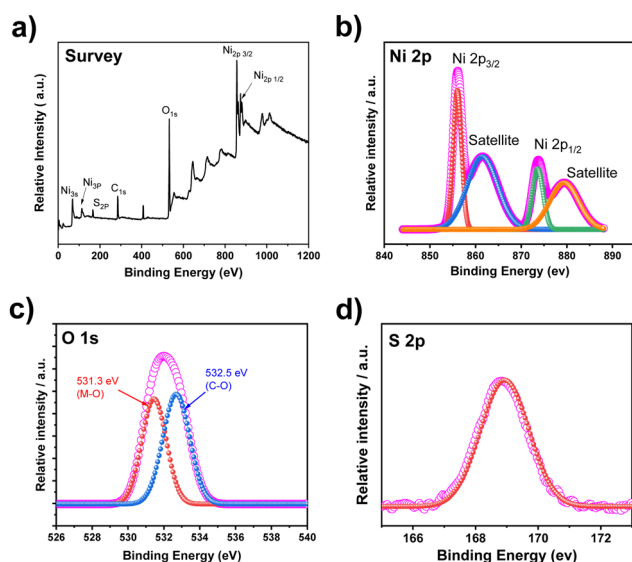 a)
Survey
Ni2p 3/2
Ni2p 1/2
O1s
Ni3s
Ni3P
S2P
C1s
Relative Intensity ( a.u.)
0 200 400 600 800 1000 1200
Binding Energy (eV)
b)
Ni 2p
Ni 2p3/2
Satellite
Ni 2p1/2
Satellite
Relative intensity / a.u.
840 850 860 870 880 890
Binding Energy (ev)
c)
O 1s
531.3 eV
(M-O)
532.5 eV
(C-O)
Relative intensity / a.u.
526 528 530 532 534 536 538 540
Binding Energy (eV)
d)
S 2p
Relative intensity / a.u.
166 168 170 172
Binding Energy (ev)